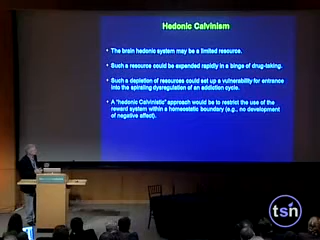 Hedonic Calvinism
• The brain hedonic system may be a limited resource.
• Such a resource could be expended rapidly in a binge of drug-taking.
• Such a depletion of resources could set up a vulnerability for entrance
into the spiraling dysregulation of an addiction cycle.
• A "hedonic Calvinistic" approach would be to restrict the use of the
reward system within a homeostatic boundary (e.g., no development
of negative affect).
tsn